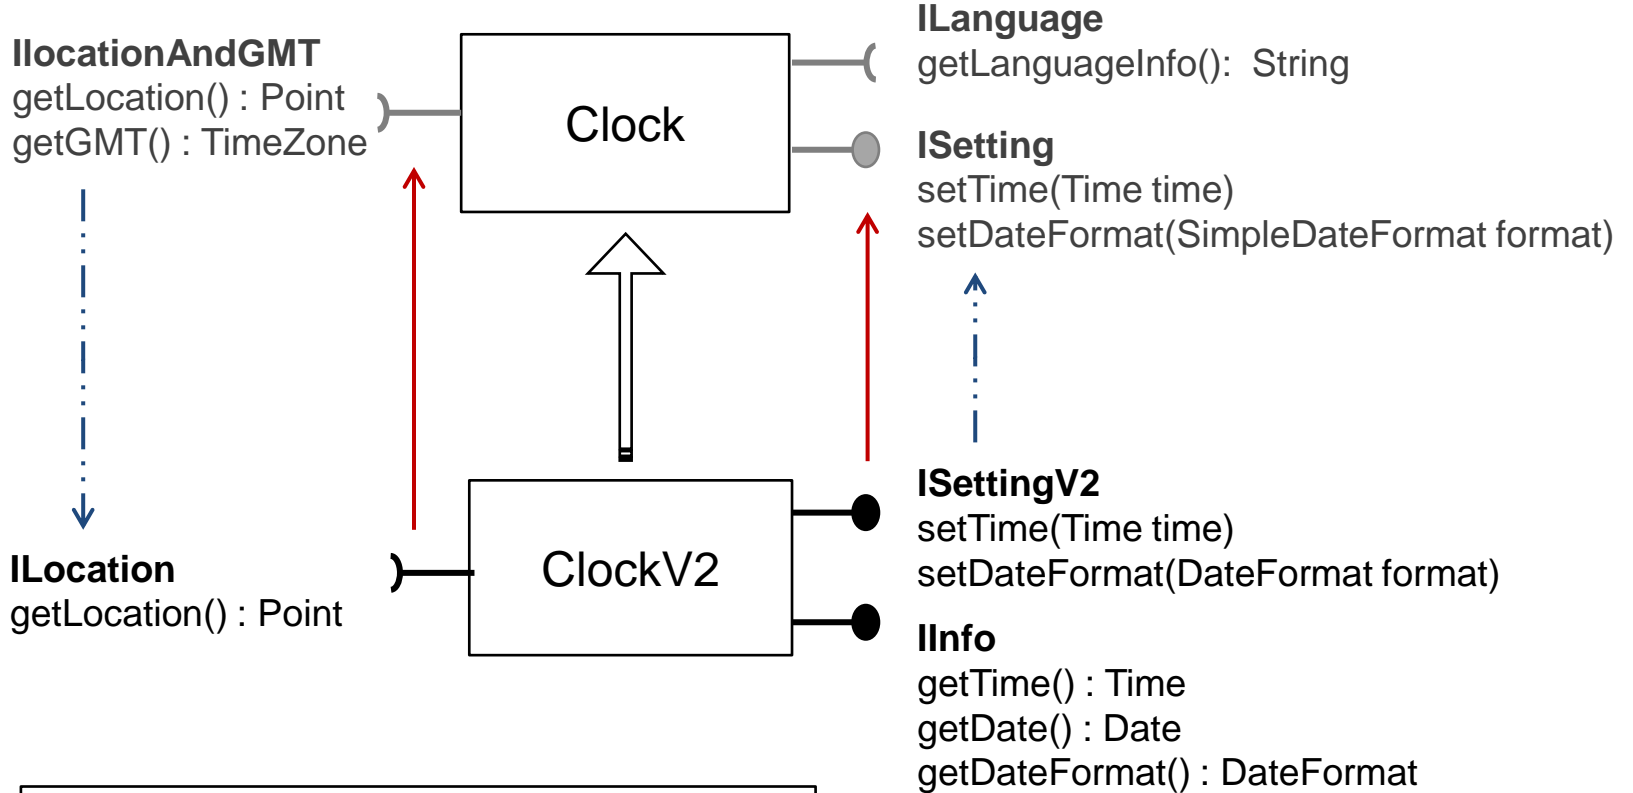 IlocationAndGMT
getLocation() : Point
getGMT() : TimeZone
Clock
ILanguage
getLanguageInfo(): String
ISetting
setTime(Time time)
setDateFormat(SimpleDateFormat format)
ILocation
getLocation() : Point
ClockV2
ISettingV2
setTime(Time time)
setDateFormat(DateFormat format)
IInfo
getTime() : Time
getDate() : Date
getDateFormat() : DateFormat